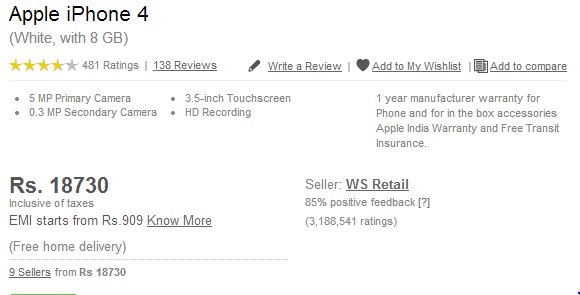 Apple iPhone 4
(White, with 8 GB)
481 Ratings | 138 Reviews
Write a Review | Add to My Wishlist | Add to compare
5 MP Primary Camera
0.3 MP Secondary Camera
3.5-inch Touchscreen
HD Recording
1 year manufacturer warranty for
Phone and for in the box accessories
Apple India Warranty and Free Transit
Insurance.
Rs. 18730
Inclusive of taxes
EMI starts from Rs.909 Know More
(Free home delivery)
9 Sellers from Rs 18730
Seller: WS Retail
85% positive feedback [?]
(3,188,541 ratings)